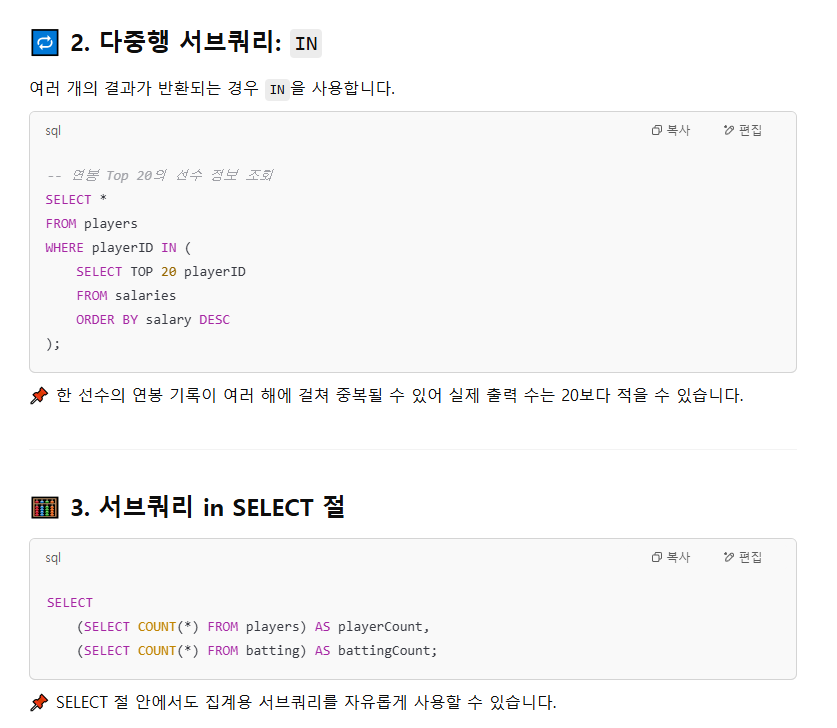 2. 다중행 서브쿼리: IN
여러 개의 결과가 반환되는 경우 IN을 사용합니다.
sql
복사
편집
-- 연봉 Top 20의 선수 정보 조회
SELECT *
FROM players
WHERE playerID IN (
    SELECT TOP 20 playerID
    FROM salaries
    ORDER BY salary DESC
);
📌 한 선수의 연봉 기록이 여러 해에 걸쳐 중복될 수 있어 실제 출력 수는 20보다 적을 수 있습니다.
3. 서브쿼리 in SELECT 절
sql
복사
편집
SELECT
    (SELECT COUNT(*) FROM players) AS playerCount,
    (SELECT COUNT(*) FROM batting) AS battingCount;
📌 SELECT 절 안에서도 집계용 서브쿼리를 자유롭게 사용할 수 있습니다.